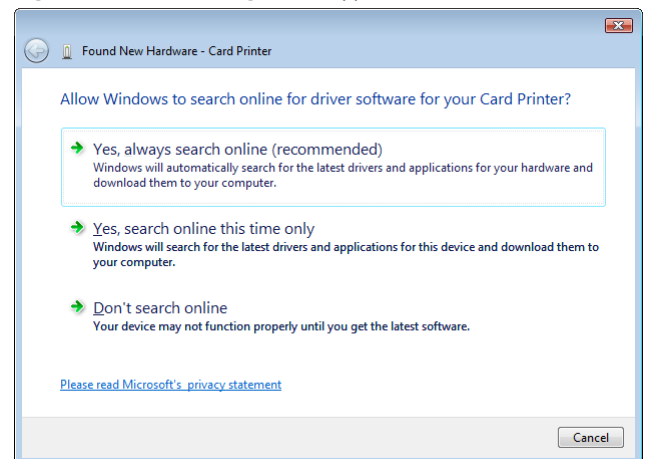 Found New Hardware - Card Printer
Allow Windows to search online for driver software for your Card Printer?
Yes, always search online (recommended)
Windows will automatically search for the latest drivers and applications for your hardware and
download them to your computer.
Yes, search online this time only
Windows will search for the latest drivers and applications for this device and download them to
your computer.
Don't search online
Your device may not function properly until you get the latest software.
Please read Microsoft's privacy statement
Cancel